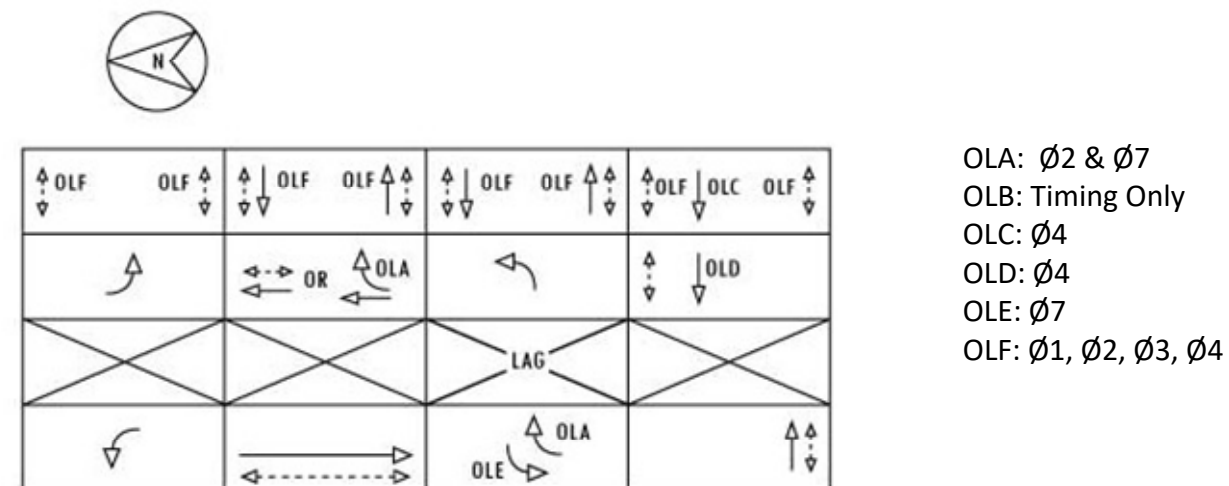 N
OLF OLF OLF OLF OLF OLF OLF OLC OLF
OR OLA OLD
LAG
OLA
OLE
OLA: Ø2 & Ø7
OLB: Timing Only
OLC: Ø4
OLD: Ø4
OLE: Ø7
OLF: Ø1, Ø2, Ø3, Ø4